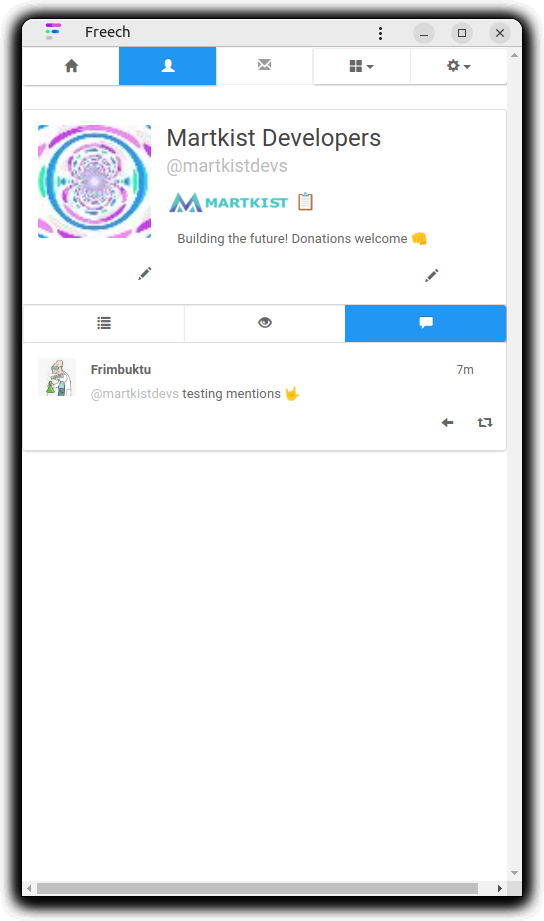 Freech
Martkist Developers
@martkistdevs
MARTKIST
Building the future! Donations welcome 👊
Frimbuktu
7m
@martkistdevs testing mentions 🤟